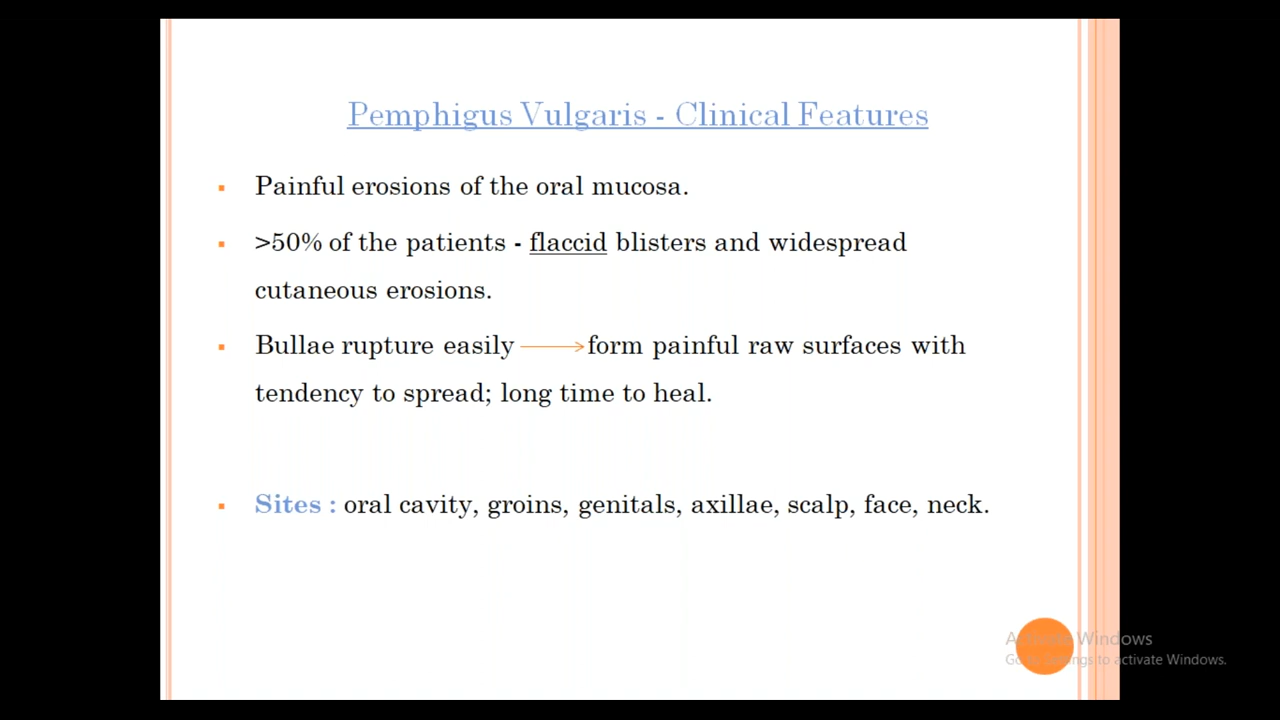 Pemphigus Vulgaris - Clinical Features
Painful erosions of the oral mucosa.
>50% of the patients - flaccid blisters and widespread
cutaneous erosions.
Bullae rupture easily → form painful raw surfaces with
tendency to spread; long time to heal.
Sites : oral cavity, groins, genitals, axillae, scalp, face, neck.
Activate Windows
Go to Settings to activate Windows.